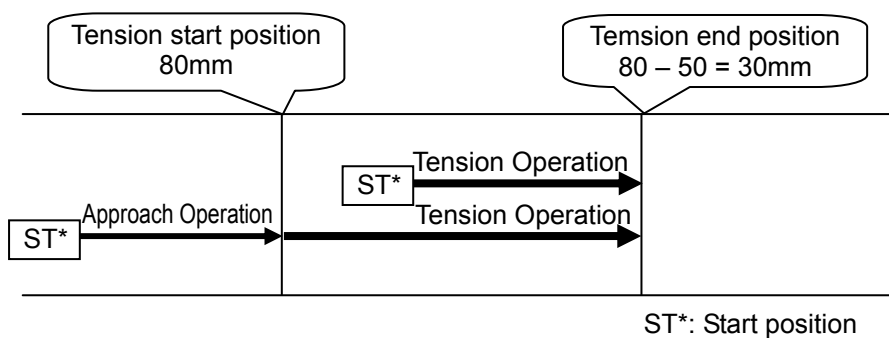 Tension start position
80mm
Temsion end position
80 – 50 = 30mm
Tension Operation
ST*
Approach Operation
Tension Operation
ST*
ST*: Start position